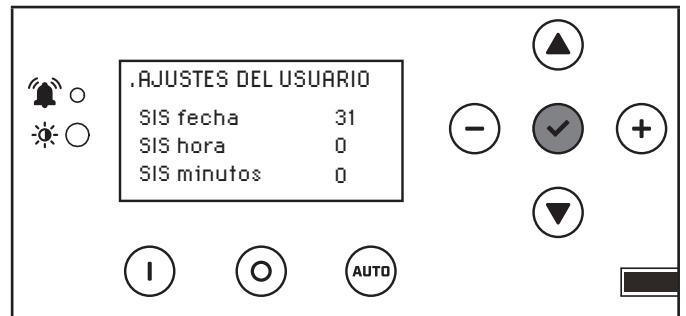 .AJUSTES DEL USUARIO
SIS fecha 31
SIS hora 0
SIS minutos 0
AUTO